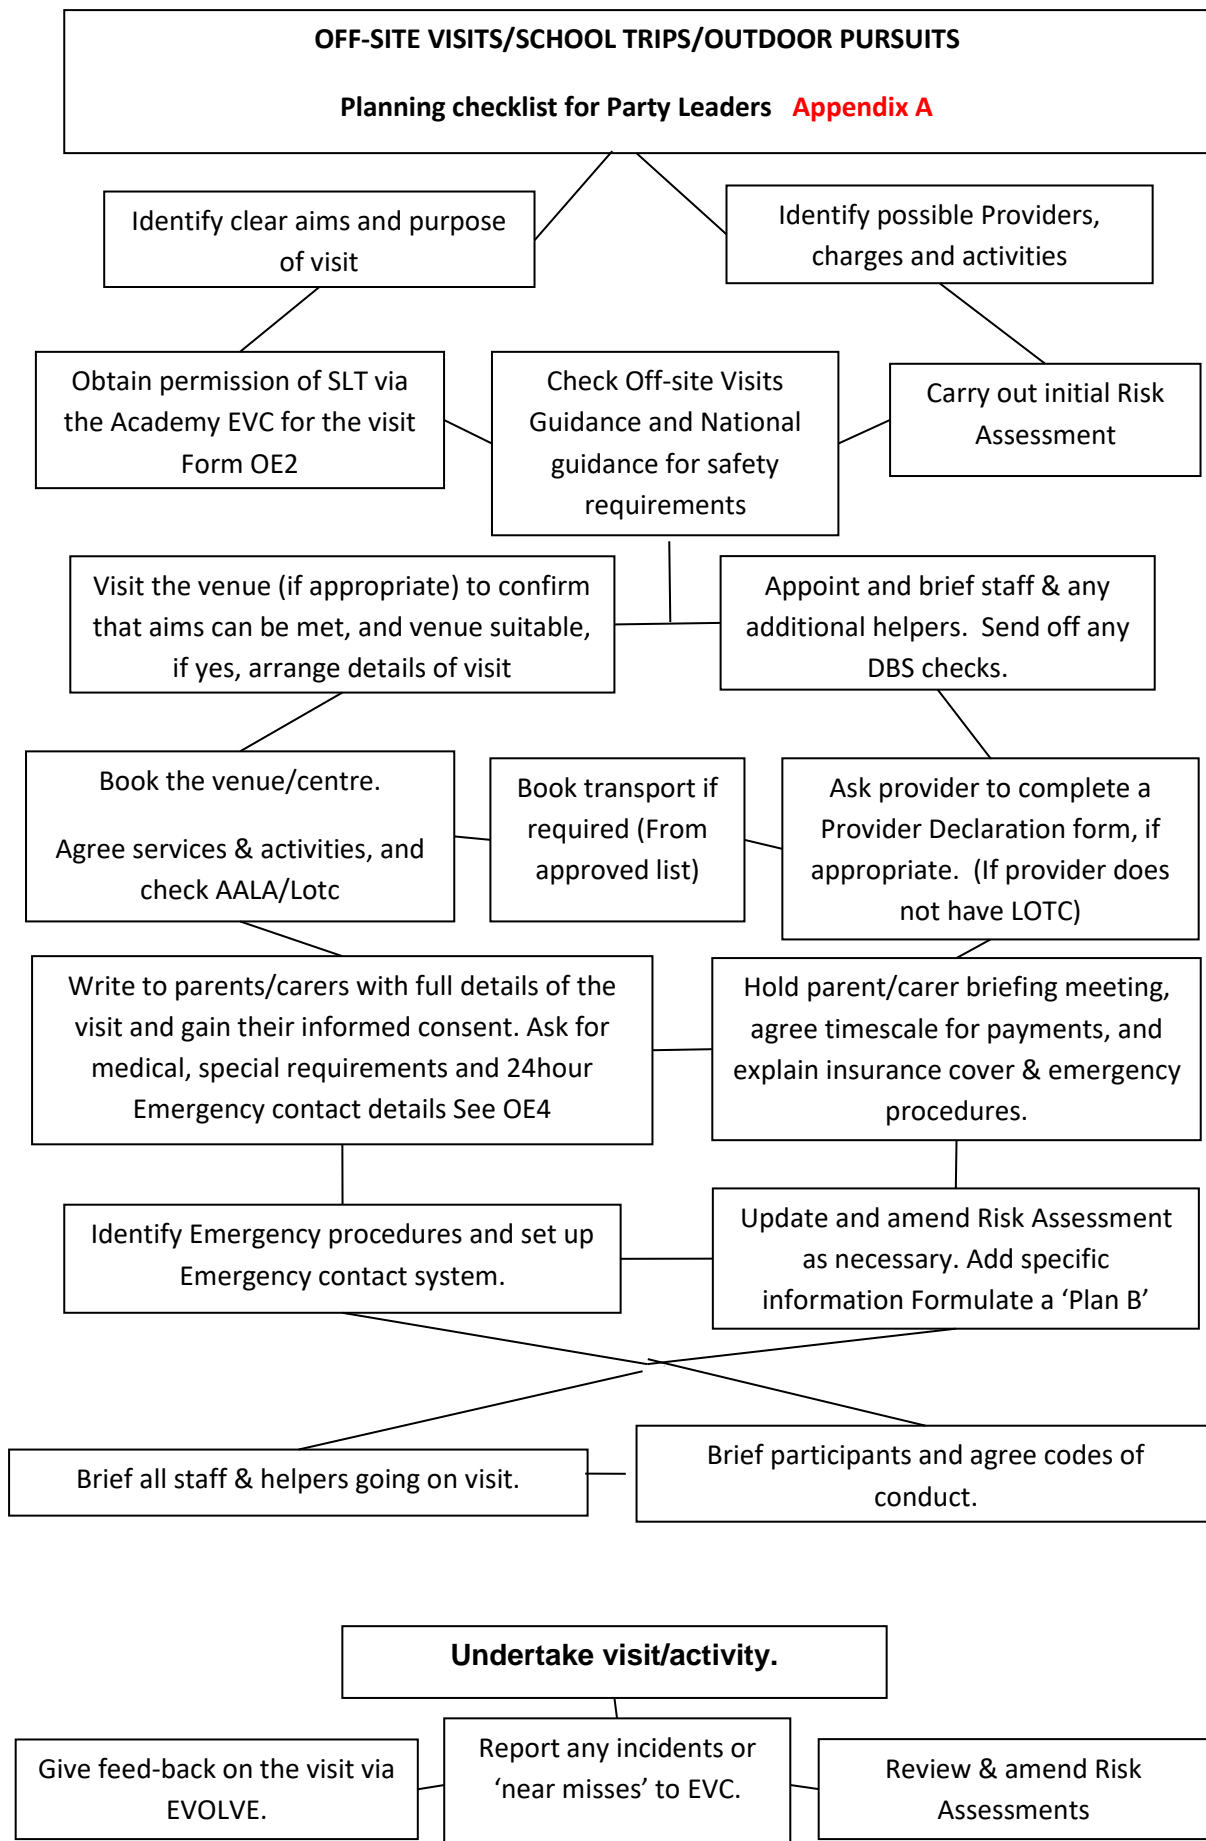 OFF-SITE VISITS/SCHOOL TRIPS/OUTDOOR PURSUITS
Planning checklist for Party Leaders Appendix A
Identify clear aims and purpose
of visit
Identify possible Providers,
charges and activities
Obtain permission of SLT via
the Academy EVC for the visit
Form OE2
Check Off-site Visits
Guidance and National
guidance for safety
requirements
Carry out initial Risk
Assessment
Visit the venue (if appropriate) to confirm
that aims can be met, and venue suitable,
if yes, arrange details of visit
Appoint and brief staff & any
additional helpers. Send off any
DBS checks.
Book the venue/centre.
Agree services & activities, and
check AALA/Lotc
Book transport if
required (From
approved list)
Ask provider to complete a
Provider Declaration form, if
appropriate. (If provider does
not have LOTC)
Write to parents/carers with full details of the
visit and gain their informed consent. Ask for
medical, special requirements and 24hour
Emergency contact details See OE4
Hold parent/carer briefing meeting,
agree timescale for payments, and
explain insurance cover & emergency
procedures.
Identify Emergency procedures and set up
Emergency contact system.
Update and amend Risk Assessment
as necessary. Add specific
information Formulate a ‘Plan B’
Brief all staff & helpers going on visit.
Brief participants and agree codes of
conduct.
Undertake visit/activity.
Give feed-back on the visit via
EVOLVE.
Report any incidents or
‘near misses’ to EVC.
Review & amend Risk
Assessments